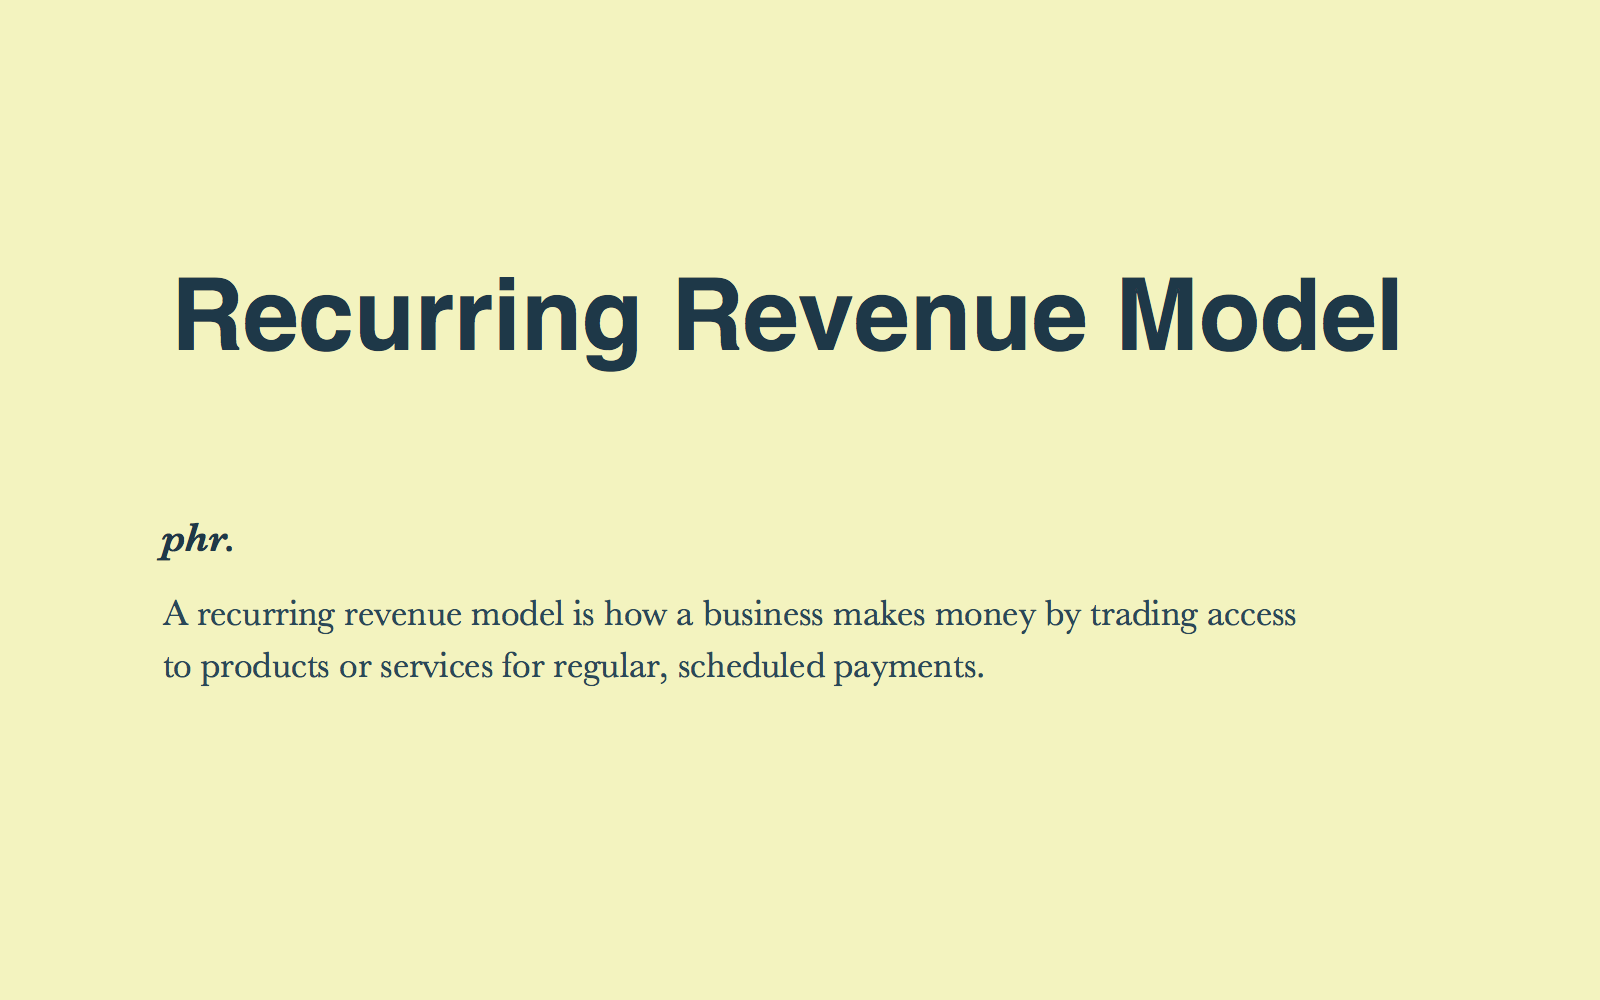 Recurring Revenue Model
phr.
A recurring revenue model is how a business makes money by trading access
to products or services for regular, scheduled payments.